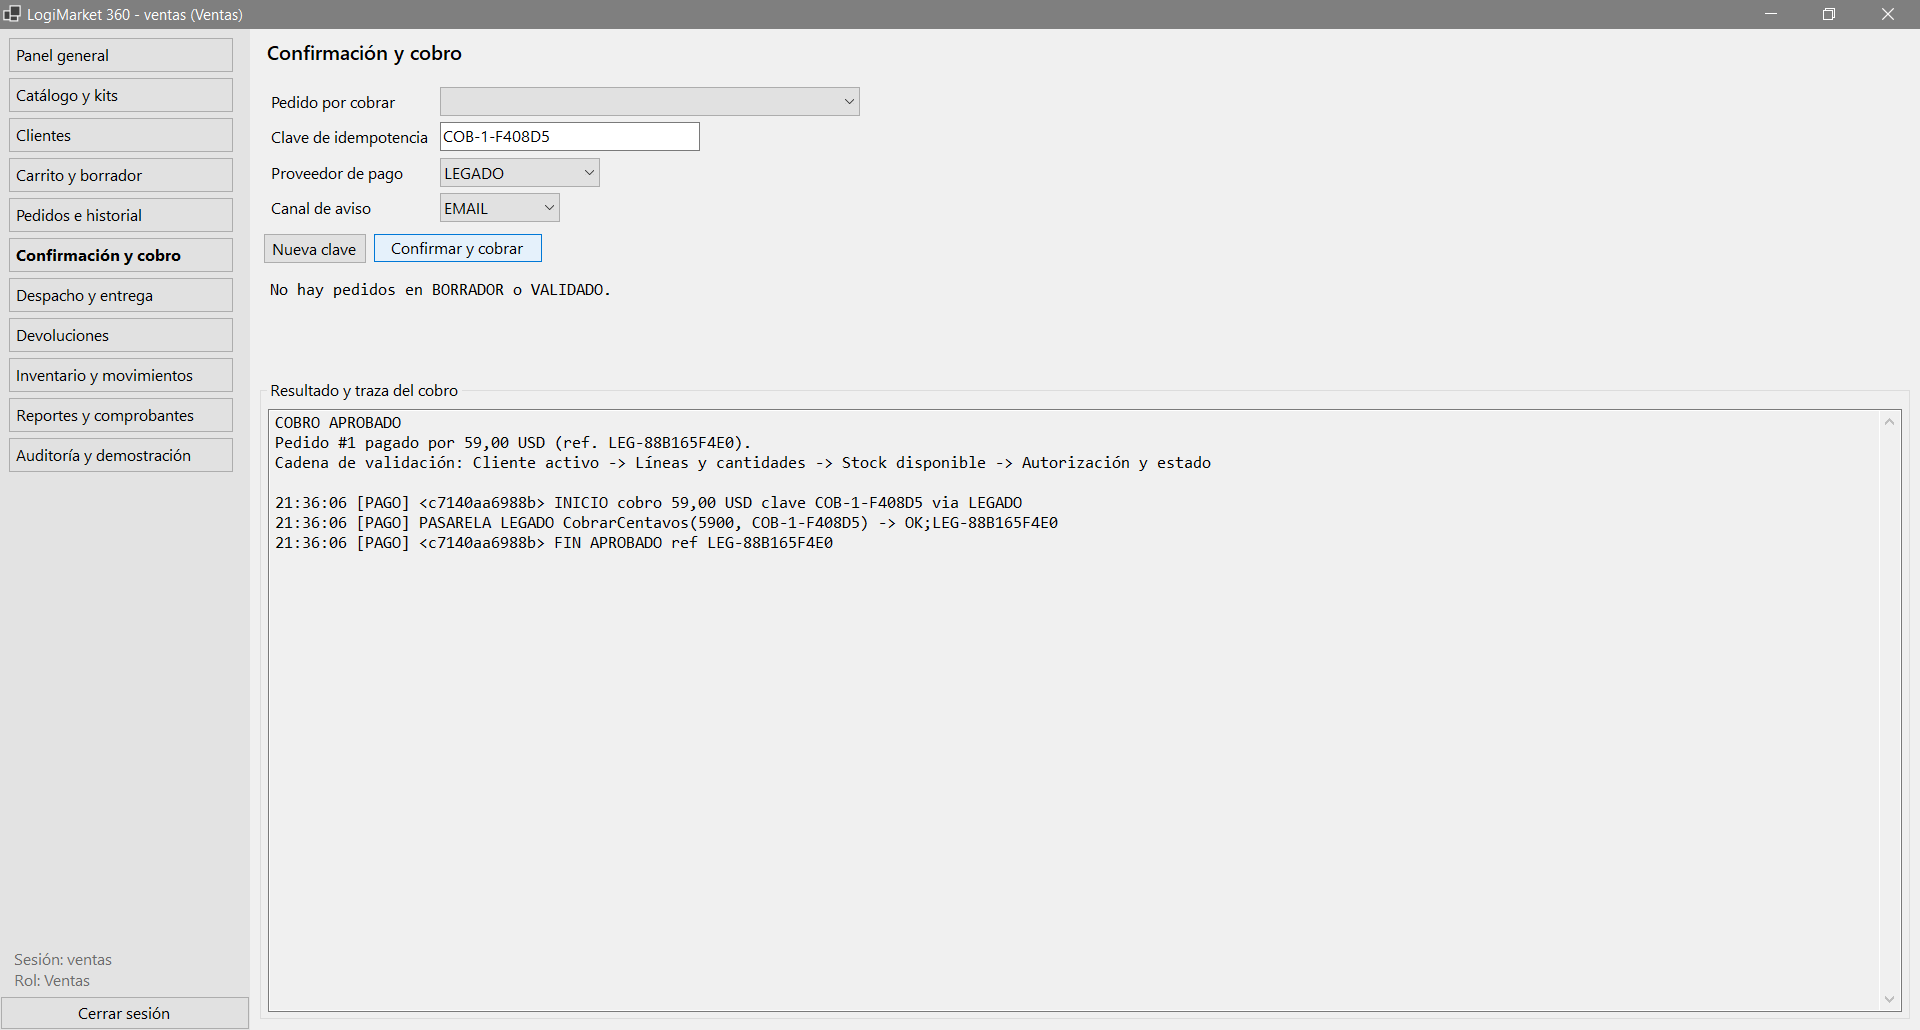 LogiMarket 360 - ventas (Ventas)
Panel general
Catálogo y kits
Clientes
Carrito y borrador
Pedidos e historial
Confirmación y cobro
Despacho y entrega
Devoluciones
Inventario y movimientos
Reportes y comprobantes
Auditoría y demostración
Sesión: ventas
Rol: Ventas
Cerrar sesión
Confirmación y cobro
Pedido por cobrar
Clave de idempotencia COB-1-F408D5
Proveedor de pago LEGADO
Canal de aviso EMAIL
Nueva clave Confirmar y cobrar
No hay pedidos en BORRADOR o VALIDADO.
Resultado y traza del cobro
COBRO APROBADO
Pedido #1 pagado por 59,00 USD (ref. LEG-88B165F4E0).
Cadena de validación: Cliente activo -> Líneas y cantidades -> Stock disponible -> Autorización y estado
21:36:06 [PAGO] <c7140aa6988b> INICIO cobro 59,00 USD clave COB-1-F408D5 via LEGADO
21:36:06 [PAGO] PASARELA LEGADO CobrarCentavos(5900, COB-1-F408D5) -> OK;LEG-88B165F4E0
21:36:06 [PAGO] <c7140aa6988b> FIN APROBADO ref LEG-88B165F4E0